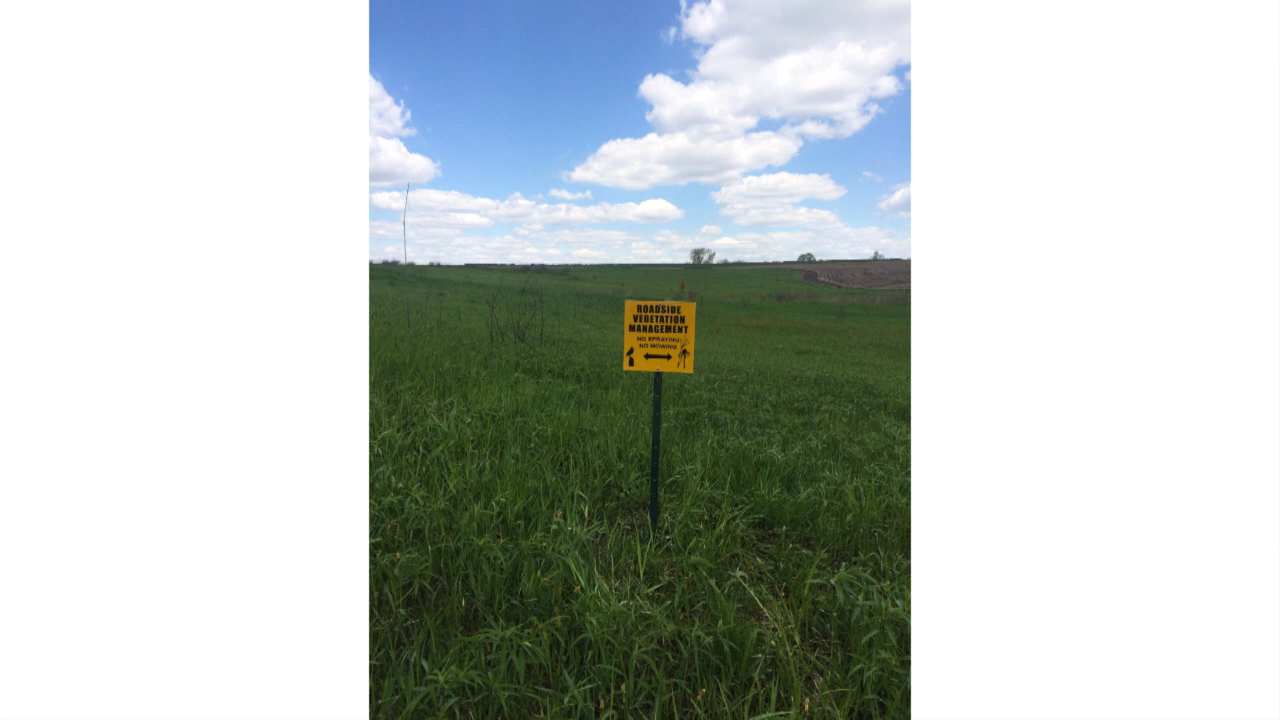 ROADSIDE
VEGETATION
MANAGEMENT
NO SPRAYING
NO MOWING